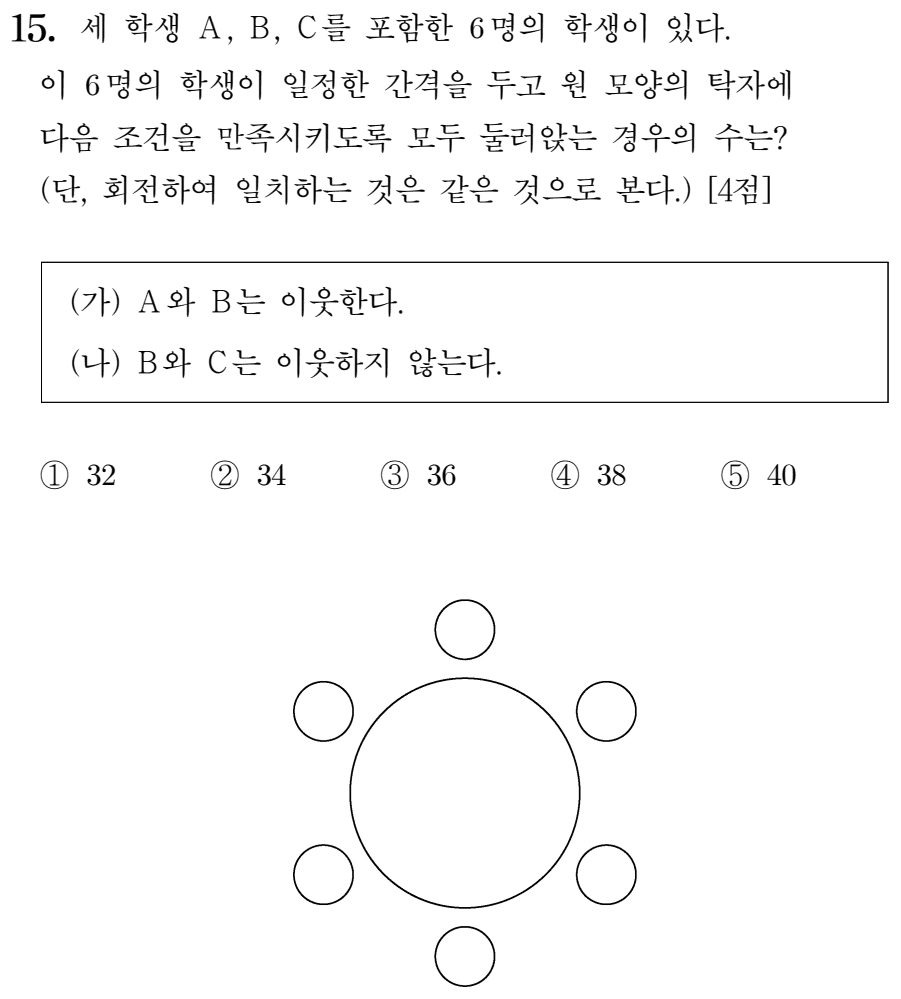 15. 세 학생 A, B, C를 포함한 6명의 학생이 있다.
이 6명의 학생이 일정한 간격을 두고 원 모양의 탁자에
다음 조건을 만족시키도록 모두 둘러앉는 경우의 수는?
(단, 회전하여 일치하는 것은 같은 것으로 본다.) [4점]
(가) A와 B는 이웃한다.
(나) B와 C는 이웃하지 않는다.
① 32 ② 34 ③ 36 ④ 38 ⑤ 40